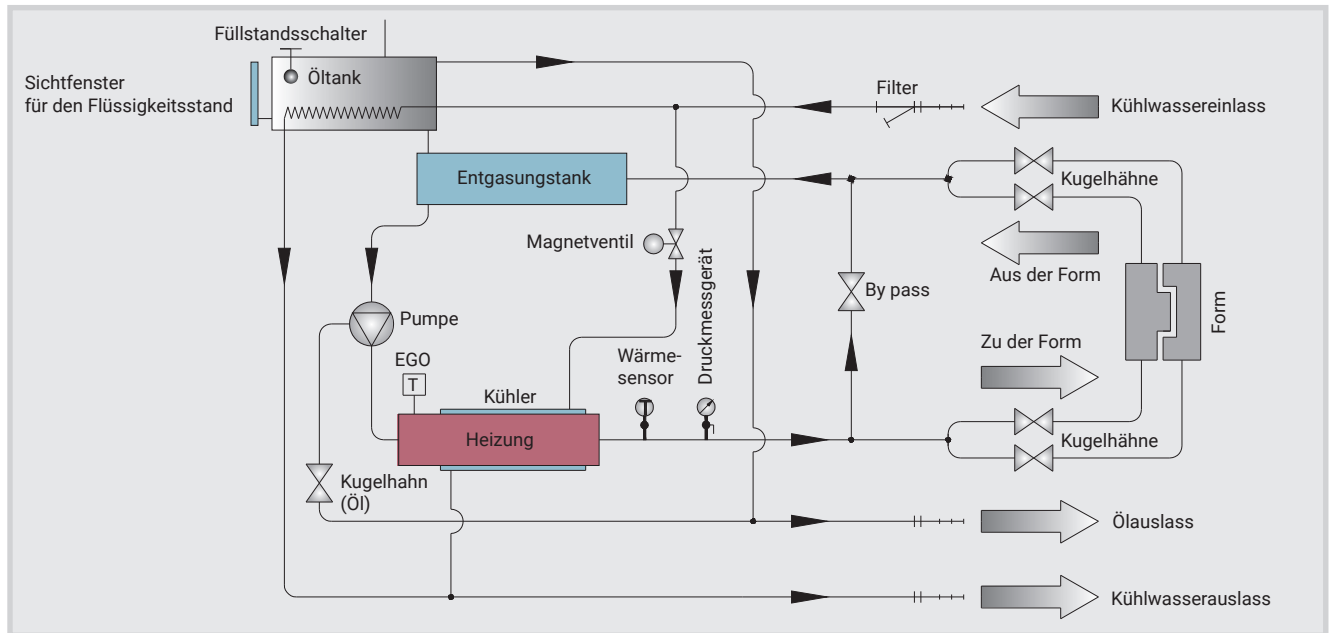 Füllstandsschalter
Öltank
Sichtfenster
für den Flüssigkeitsstand
Filter
Kühlwassereinlass
Entgasungstank
Kugelhähne
Magnetventil
Aus der Form
By pass
Form
Pumpe
Wärme-
sensor
Druckmessgerät
Zu der Form
EGO
T
Kühler
Heizung
Kugelhähne
Kugelhahn
(Öl)
Ölauslass
Kühlwasserauslass